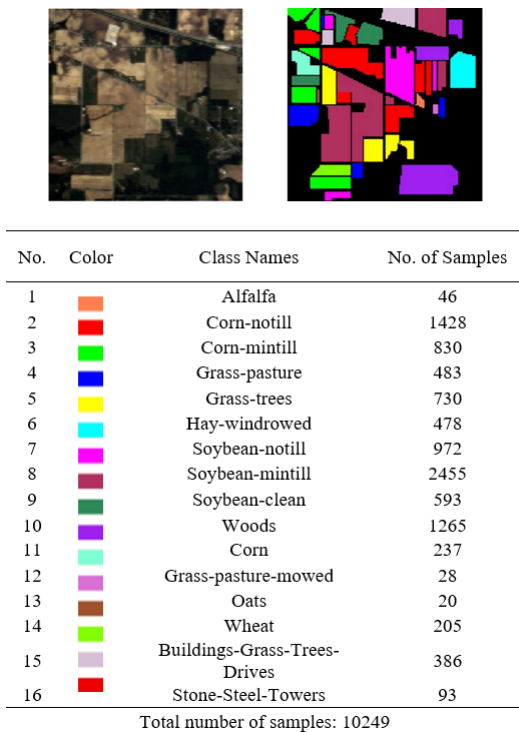 No. Color Class Names No. of Samples
1 Alfalfa 46
2 Corn-notill 1428
3 Corn-mintill 830
4 Grass-pasture 483
5 Grass-trees 730
6 Hay-windrowed 478
7 Soybean-notill 972
8 Soybean-mintill 2455
9 Soybean-clean 593
10 Woods 1265
11 Corn 237
12 Grass-pasture-mowed 28
13 Oats 20
14 Wheat 205
15 Buildings-Grass-Trees- 386
Drives
16 Stone-Steel-Towers 93
Total number of samples: 10249